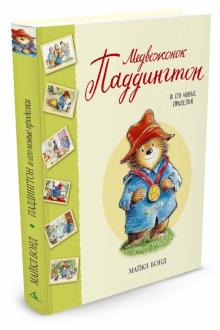 Медвежонок
Паддингтон
И ЕГО НОВЫЕ
ПРОДЕЛКИ
МАЙКЛ БОНД
МАЙКЛ БОНД • ПАДДИНГТОН и его новые проделки